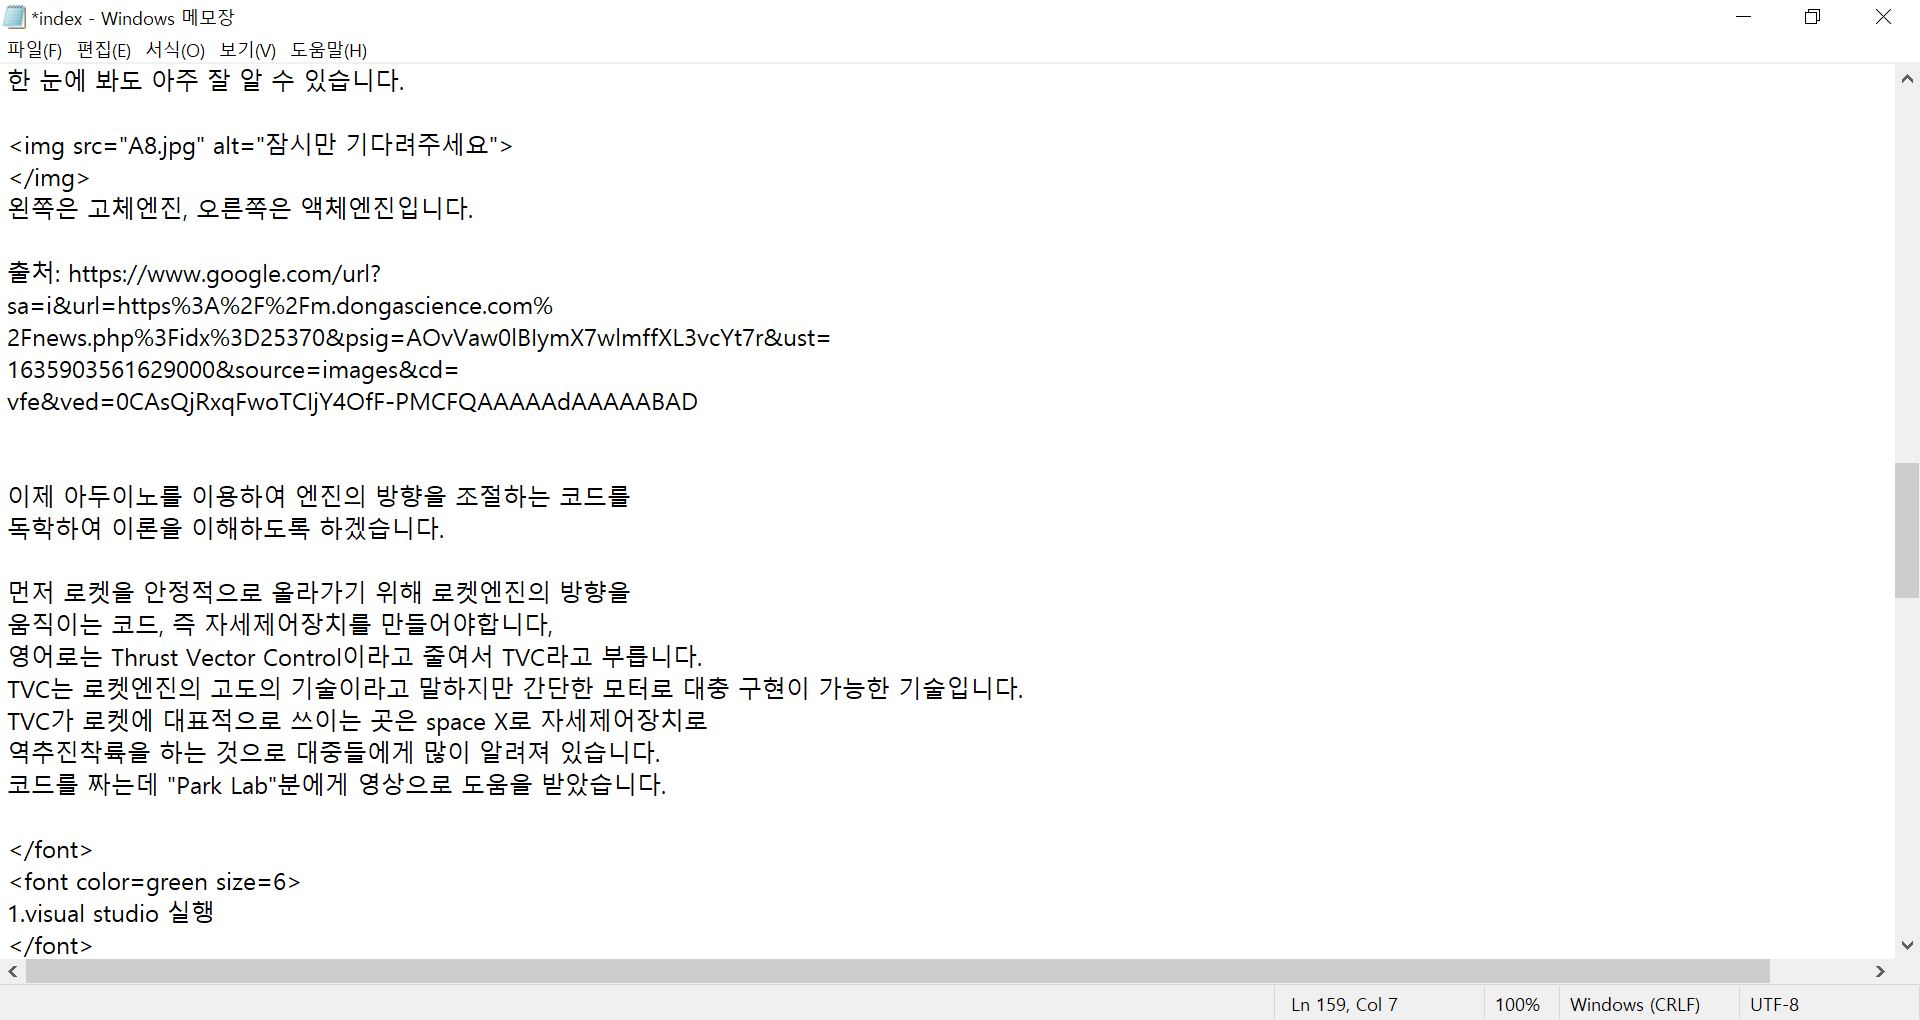 *index - Windows 메모장
파일(F) 편집(E) 서식(O) 보기(V) 도움말(H)
한 눈에 봐도 아주 잘 알 수 있습니다.
<img src="A8.jpg" alt="잠시만 기다려주세요">
</img>
왼쪽은 고체엔진, 오른쪽은 액체엔진입니다.
출처: https://www.google.com/url?
sa=i&url=https%3A%2F%2Fm.dongascience.com%
2Fnews.php%3Fidx%3D25370&psig=AOvVaw0lBlymX7wlmffXL3vcYt7r&ust=
1635903561629000&source=images&cd=
vfe&ved=0CAsQjRxqFwoTCljY4OfF-PMCFQAAAAAdAAAAABAD
이제 아두이노를 이용하여 엔진의 방향을 조절하는 코드를
독학하여 이론을 이해하도록 하겠습니다.
먼저 로켓을 안정적으로 올라가기 위해 로켓엔진의 방향을
움직이는 코드, 즉 자세제어장치를 만들어야합니다,
영어로는 Thrust Vector Control이라고 줄여서 TVC라고 부릅니다.
TVC는 로켓엔진의 고도의 기술이라고 말하지만 간단한 모터로 대충 구현이 가능한 기술입니다.
TVC가 로켓에 대표적으로 쓰이는 곳은 space X로 자세제어장치로
역추진착륙을 하는 것으로 대중들에게 많이 알려져 있습니다.
코드를 짜는데 "Park Lab"분에게 영상으로 도움을 받았습니다.
</font>
<font color=green size=6>
1.visual studio 실행
</font>
Ln 159, Col 7 100% Windows (CRLF) UTF-8